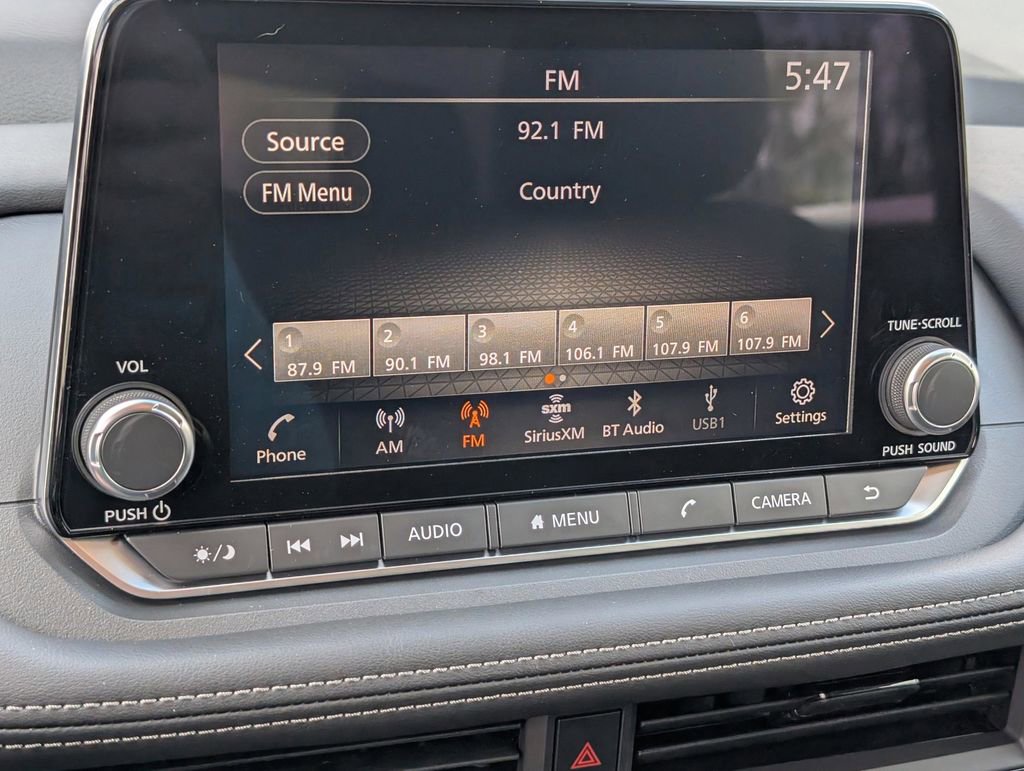 FM
5:47
Source
92.1 FM
FM Menu
Country
1
87.9 FM
2
90.1 FM
3
98.1 FM
4
106.1 FM
5
107.9 FM
6
107.9 FM
VOL
TUNE·SCROLL
Phone
AM
FM
sxm
SiriusXM
BT Audio
USB1
Settings
PUSH
PUSH SOUND
AUDIO
MENU
CAMERA